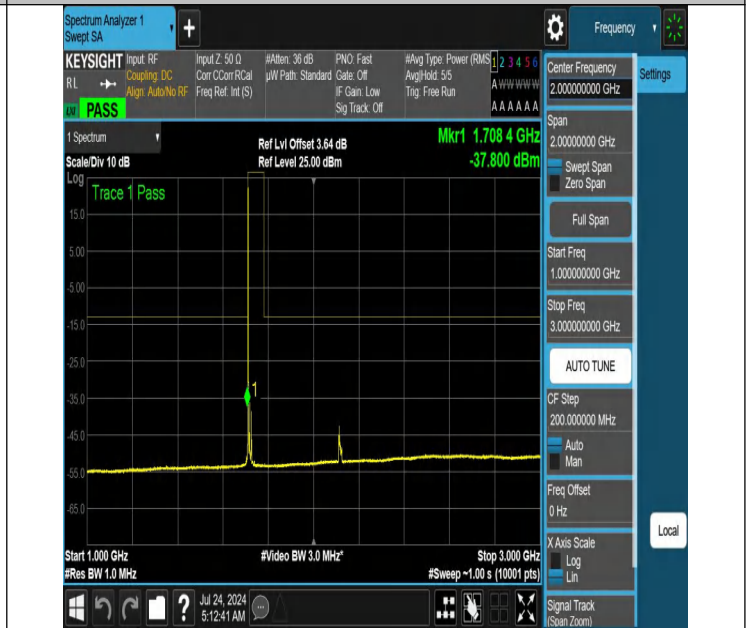 Spectrum Analyzer 1
Swept SA
+
Frequency
KEYSIGHT
RL
PASS
Input: RF
Coupling: DC
Align: Auto/No RF
Input Z: 50 Ω
Corr CCorr RCal
Freq Ref: Int (S)
#Atten: 36 dB
µW Path: Standard
PNO: Fast
Gate: Off
IF Gain: Low
Sig Track: Off
#Avg Type: Power (RMS
Avg|Hold: 5/5
Trig: Free Run
1 2 3 4 5 6
A W W W W W
A A A A A A
1 Spectrum
Scale/Div 10 dB
Ref Lvl Offset 3.64 dB
Ref Level 25.00 dBm
Mkr1 1.708 4 GHz
-37.800 dBm
Log
Trace 1 Pass
15.0
5.00
-5.00
-15.0
-25.0
-35.0
-45.0
-55.0
-65.0
1
Start 1.000 GHz
#Res BW 1.0 MHz
#Video BW 3.0 MHz*
Stop 3.000 GHz
#Sweep ~1.00 s (10001 pts)
?
Jul 24, 2024
5:12:41 AM
Center Frequency
2.000000000 GHz
Span
2.00000000 GHz
Swept Span
Zero Span
Full Span
Start Freq
1.000000000 GHz
Stop Freq
3.000000000 GHz
AUTO TUNE
CF Step
200.000000 MHz
Auto
Man
Freq Offset
0 Hz
X Axis Scale
Log
Lin
Signal Track
(Span Zoom)
Settings
Local